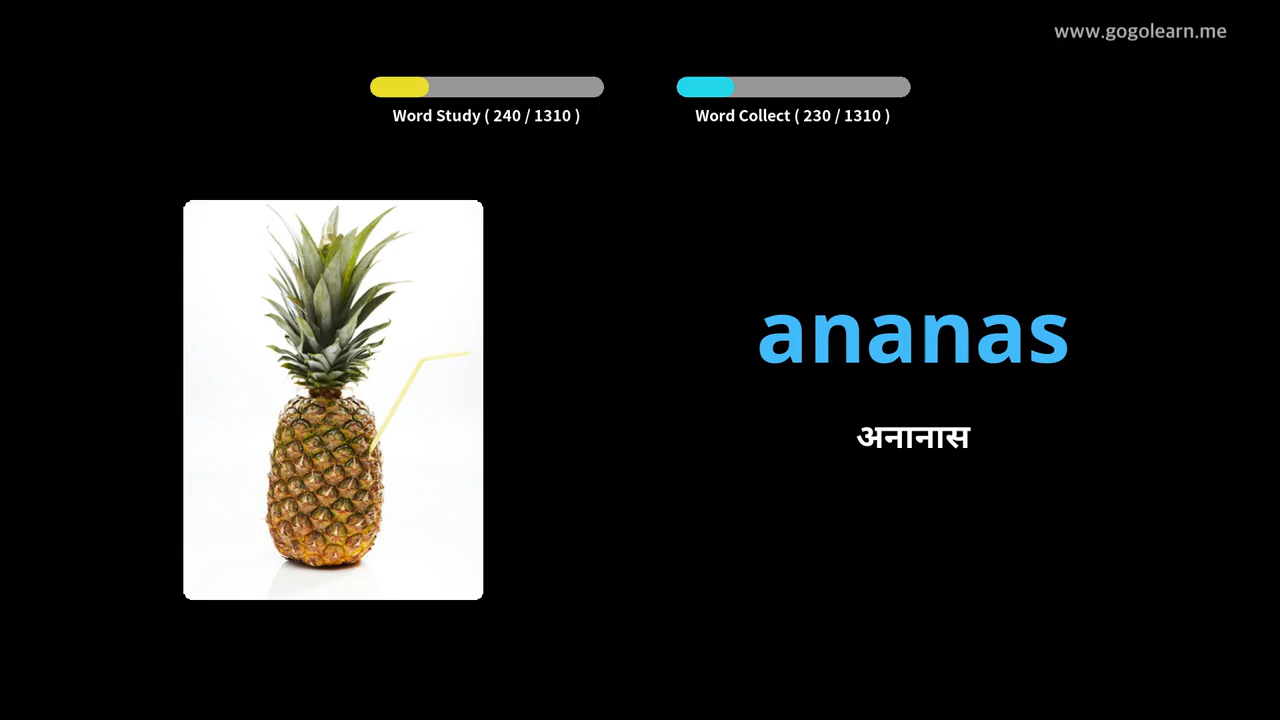 www.gogolearn.me
Word Study ( 240 / 1310 )
Word Collect ( 230 / 1310 )
ananas
अनानास